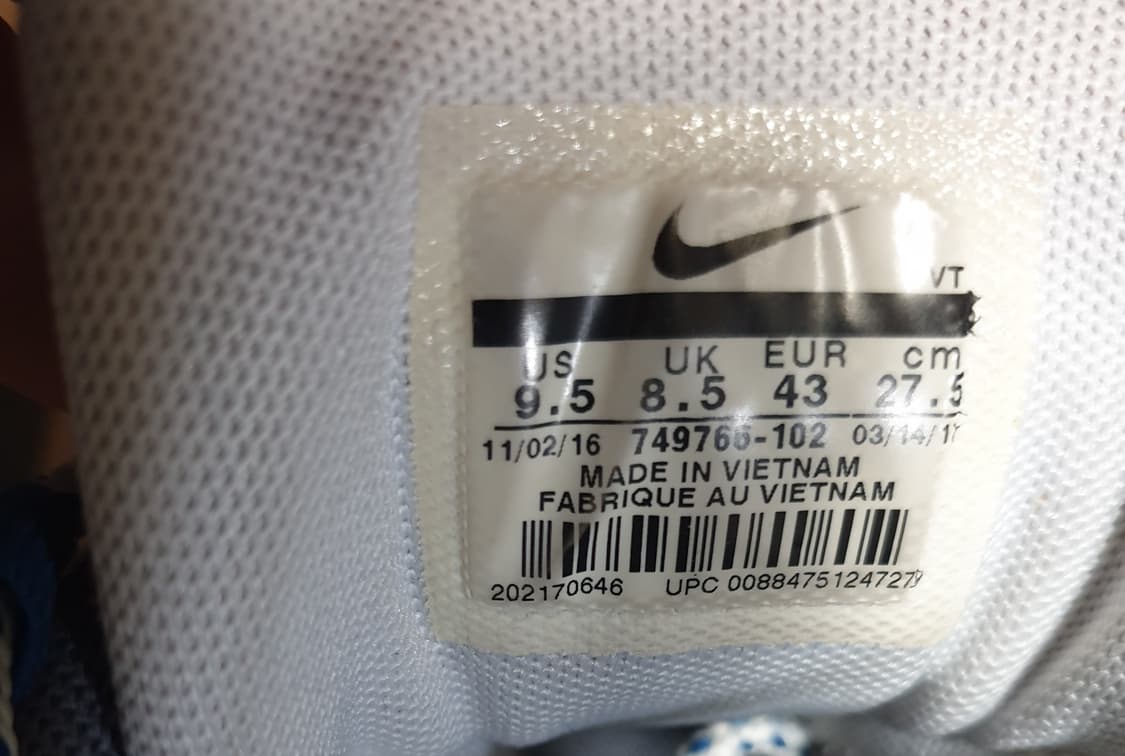 VT
US UK EUR cm
9.5 8.5 43 27.5
11/02/16 749766-102 03/14/17
MADE IN VIETNAM
FABRIQUE AU VIETNAM
202170646 UPC 00884751247279